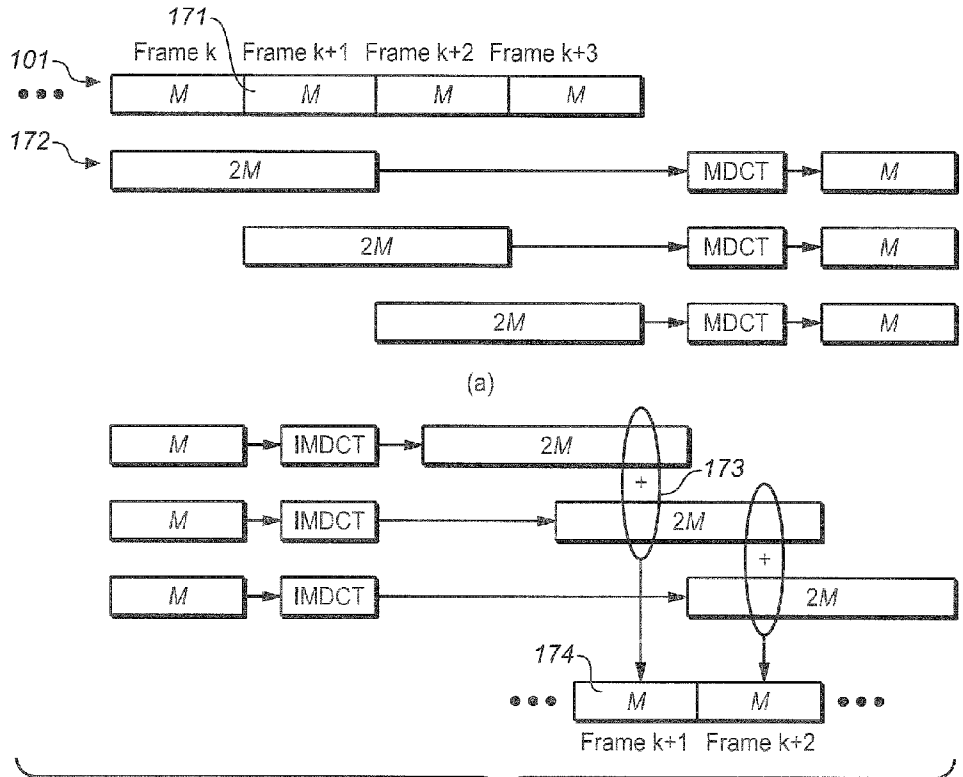 171
Frame k Frame k+1 Frame k+2 Frame k+3
101
M M M M
172
2M MDCT M
2M MDCT M
2M MDCT M
(a)
M IMDCT 2M
+ 173
M IMDCT 2M
+
M IMDCT 2M
174
M M
Frame k+1 Frame k+2